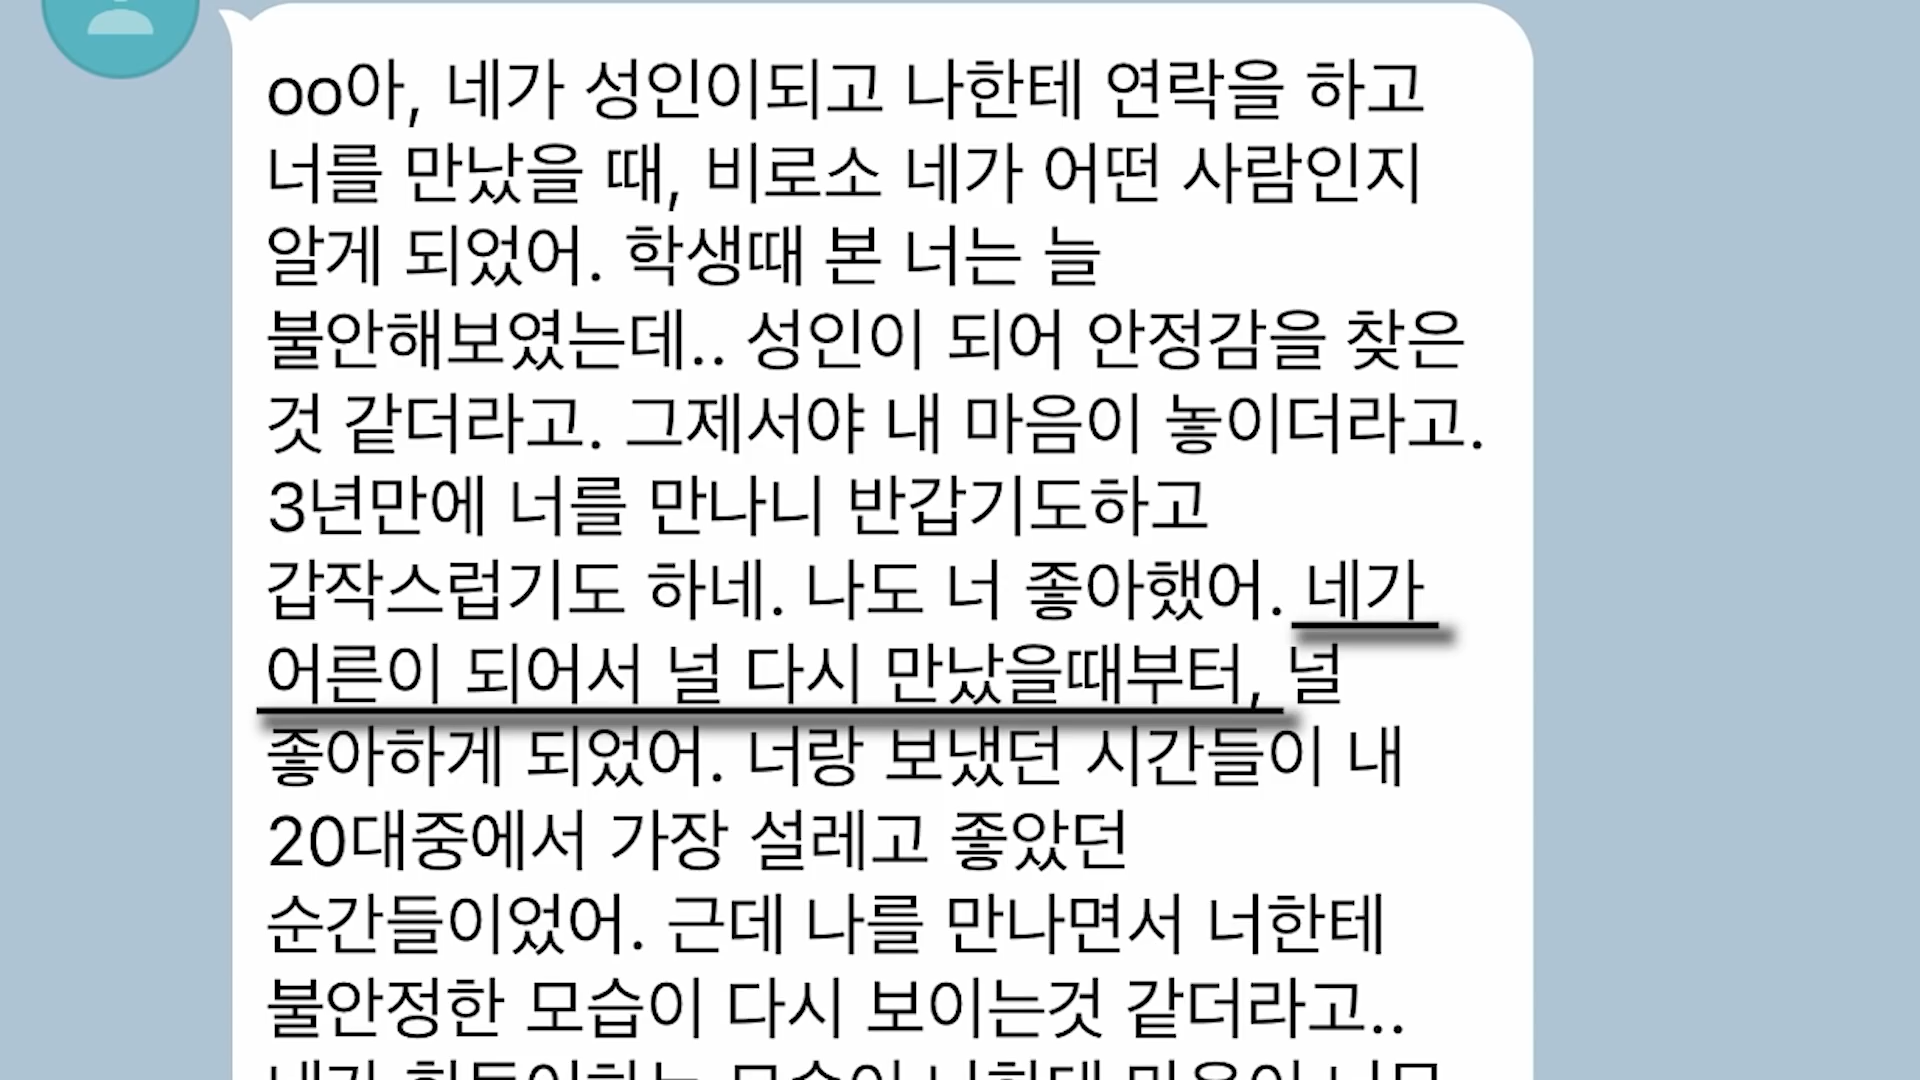 oo아, 네가 성인이되고 나한테 연락을 하고
너를 만났을 때, 비로소 네가 어떤 사람인지
알게 되었어. 학생때 본 너는 늘
불안해보였는데.. 성인이 되어 안정감을 찾은
것 같더라고. 그제서야 내 마음이 놓이더라고.
3년만에 너를 만나니 반갑기도하고
갑작스럽기도 하네. 나도 너 좋아했어. 네가
어른이 되어서 널 다시 만났을때부터, 널
좋아하게 되었어. 너랑 보냈던 시간들이 내
20대중에서 가장 설레고 좋았던
순간들이었어. 근데 나를 만나면서 너한테
불안정한 모습이 다시 보이는것 같더라고..